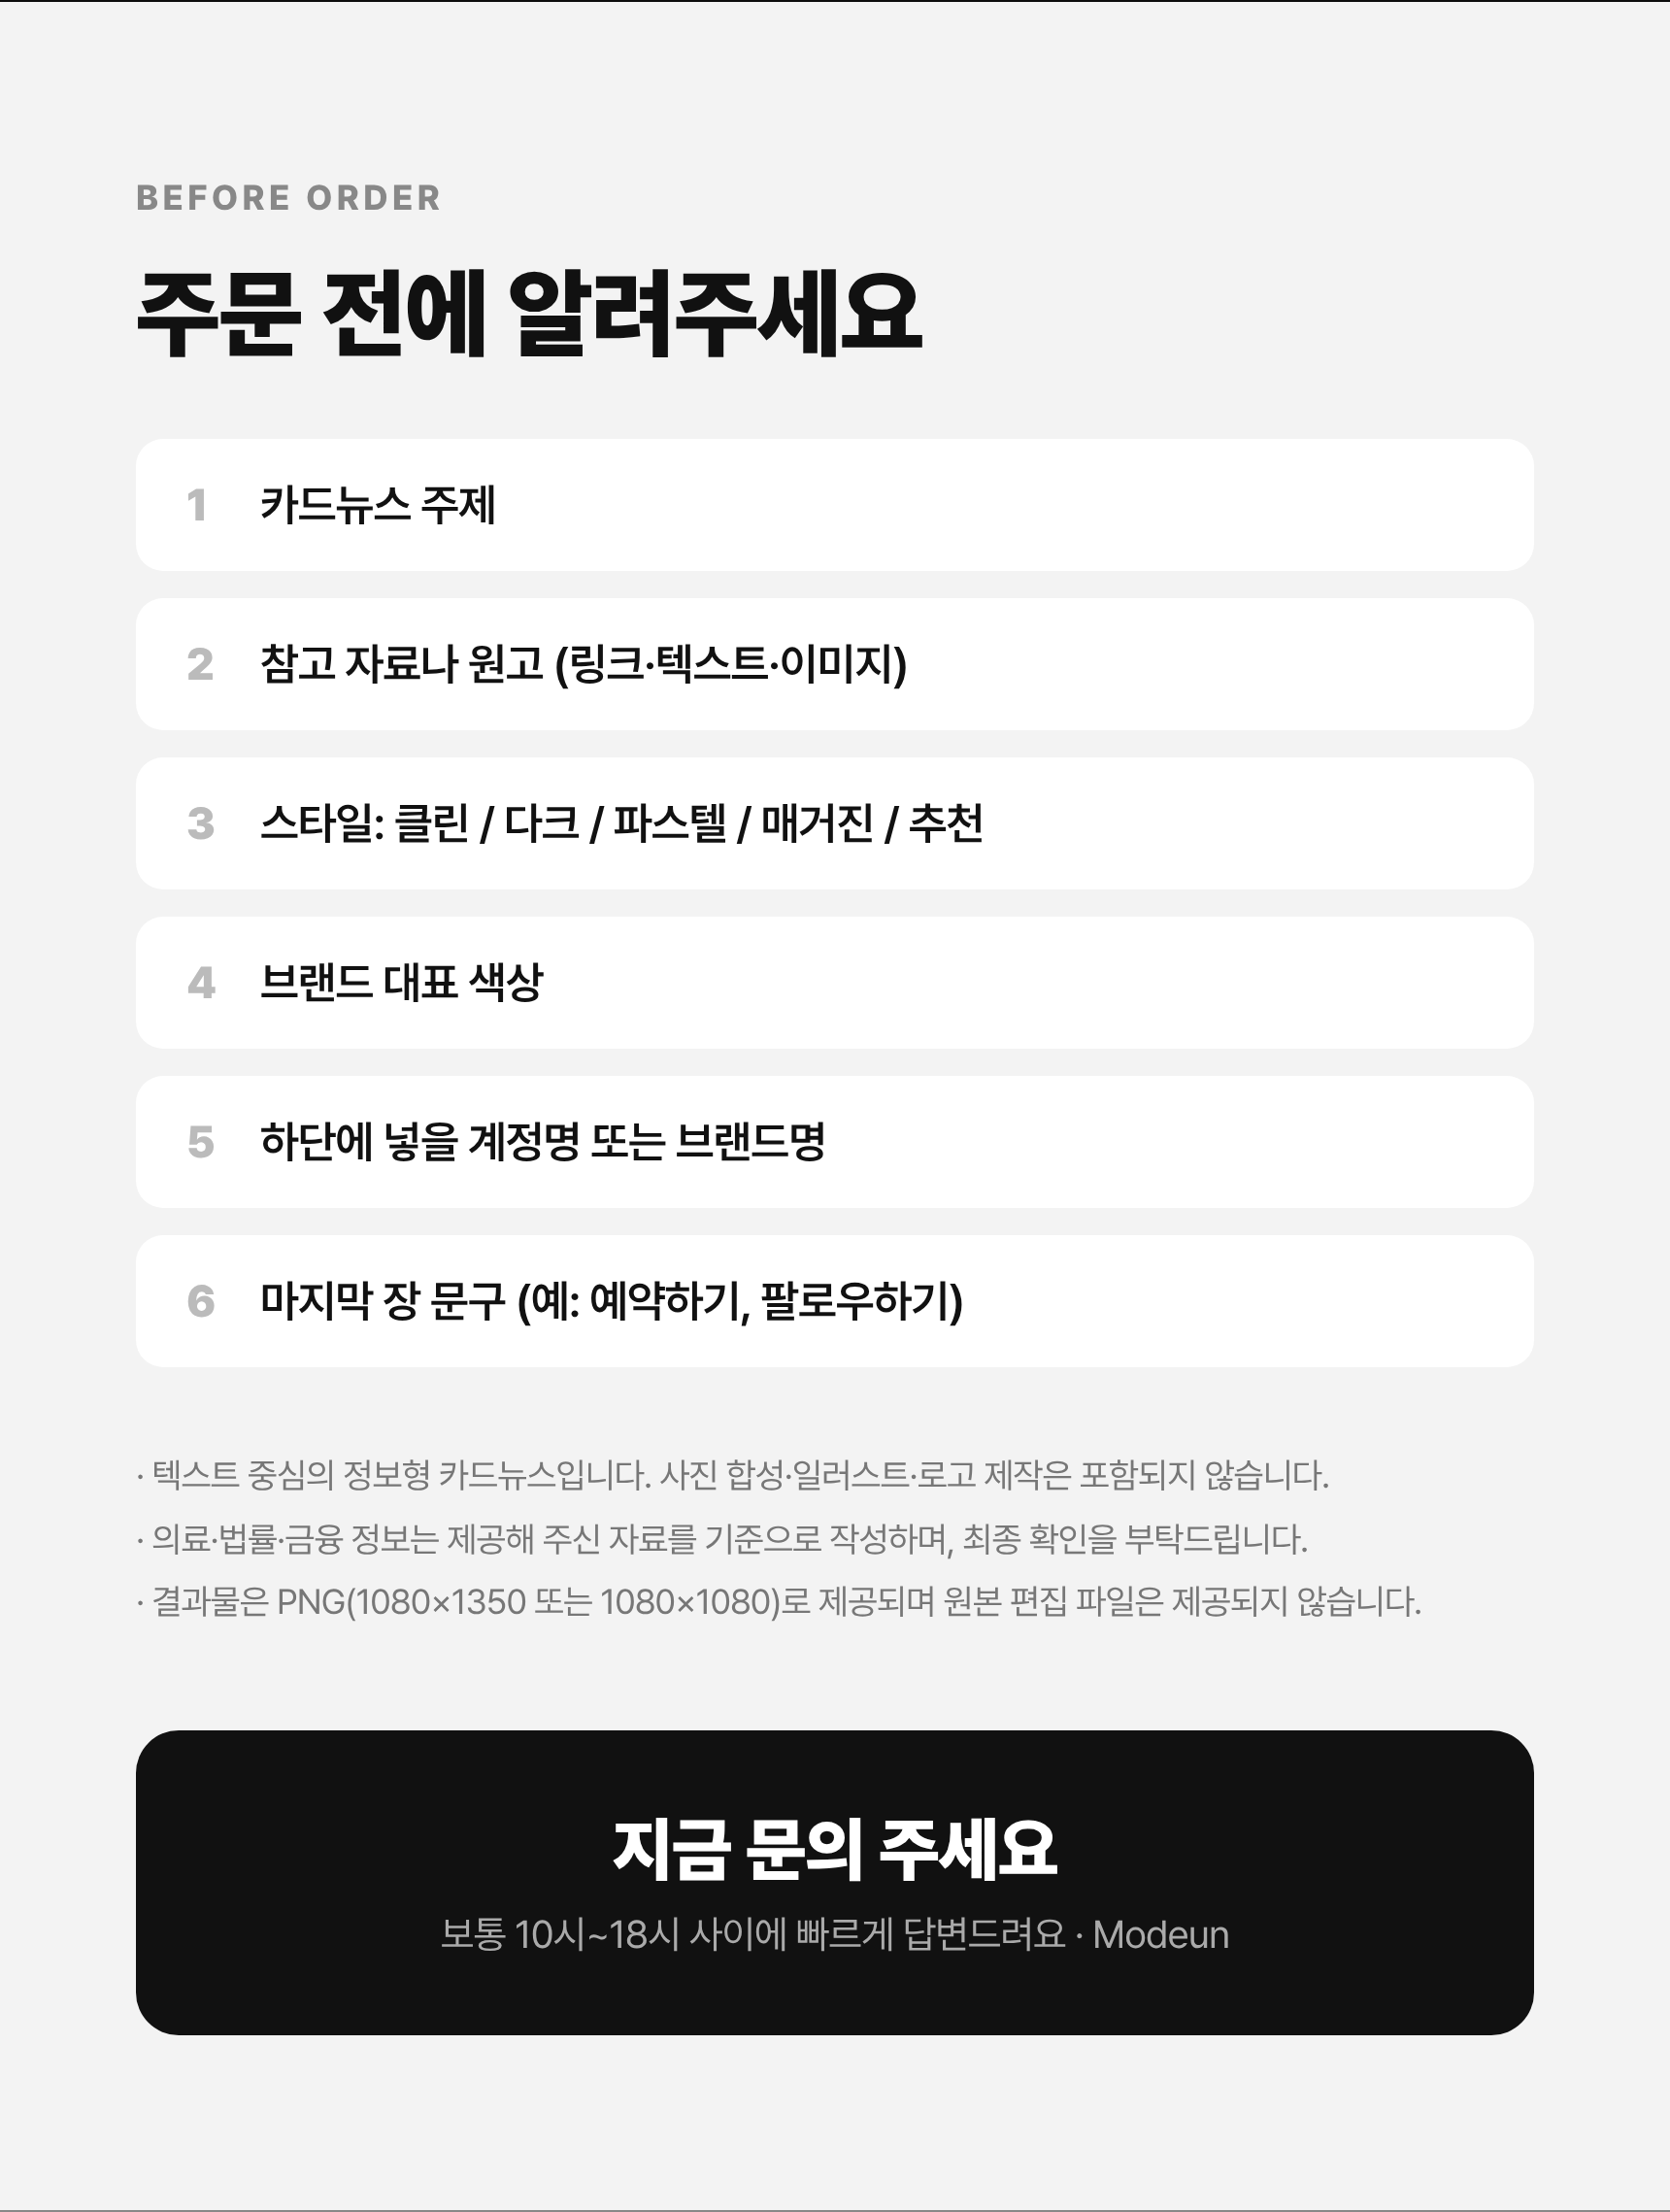 BEFORE ORDER
주문 전에 알려주세요
1 카드뉴스 주제
2 참고 자료나 원고 (링크·텍스트·이미지)
3 스타일: 클린 / 다크 / 파스텔 / 매거진 / 추천
4 브랜드 대표 색상
5 하단에 넣을 계정명 또는 브랜드명
6 마지막 장 문구 (예: 예약하기, 팔로우하기)
· 텍스트 중심의 정보형 카드뉴스입니다. 사진 합성·일러스트·로고 제작은 포함되지 않습니다.
· 의료·법률·금융 정보는 제공해 주신 자료를 기준으로 작성하며, 최종 확인을 부탁드립니다.
· 결과물은 PNG(1080×1350 또는 1080×1080)로 제공되며 원본 편집 파일은 제공되지 않습니다.
지금 문의 주세요
보통 10시~18시 사이에 빠르게 답변드려요 · Modeun